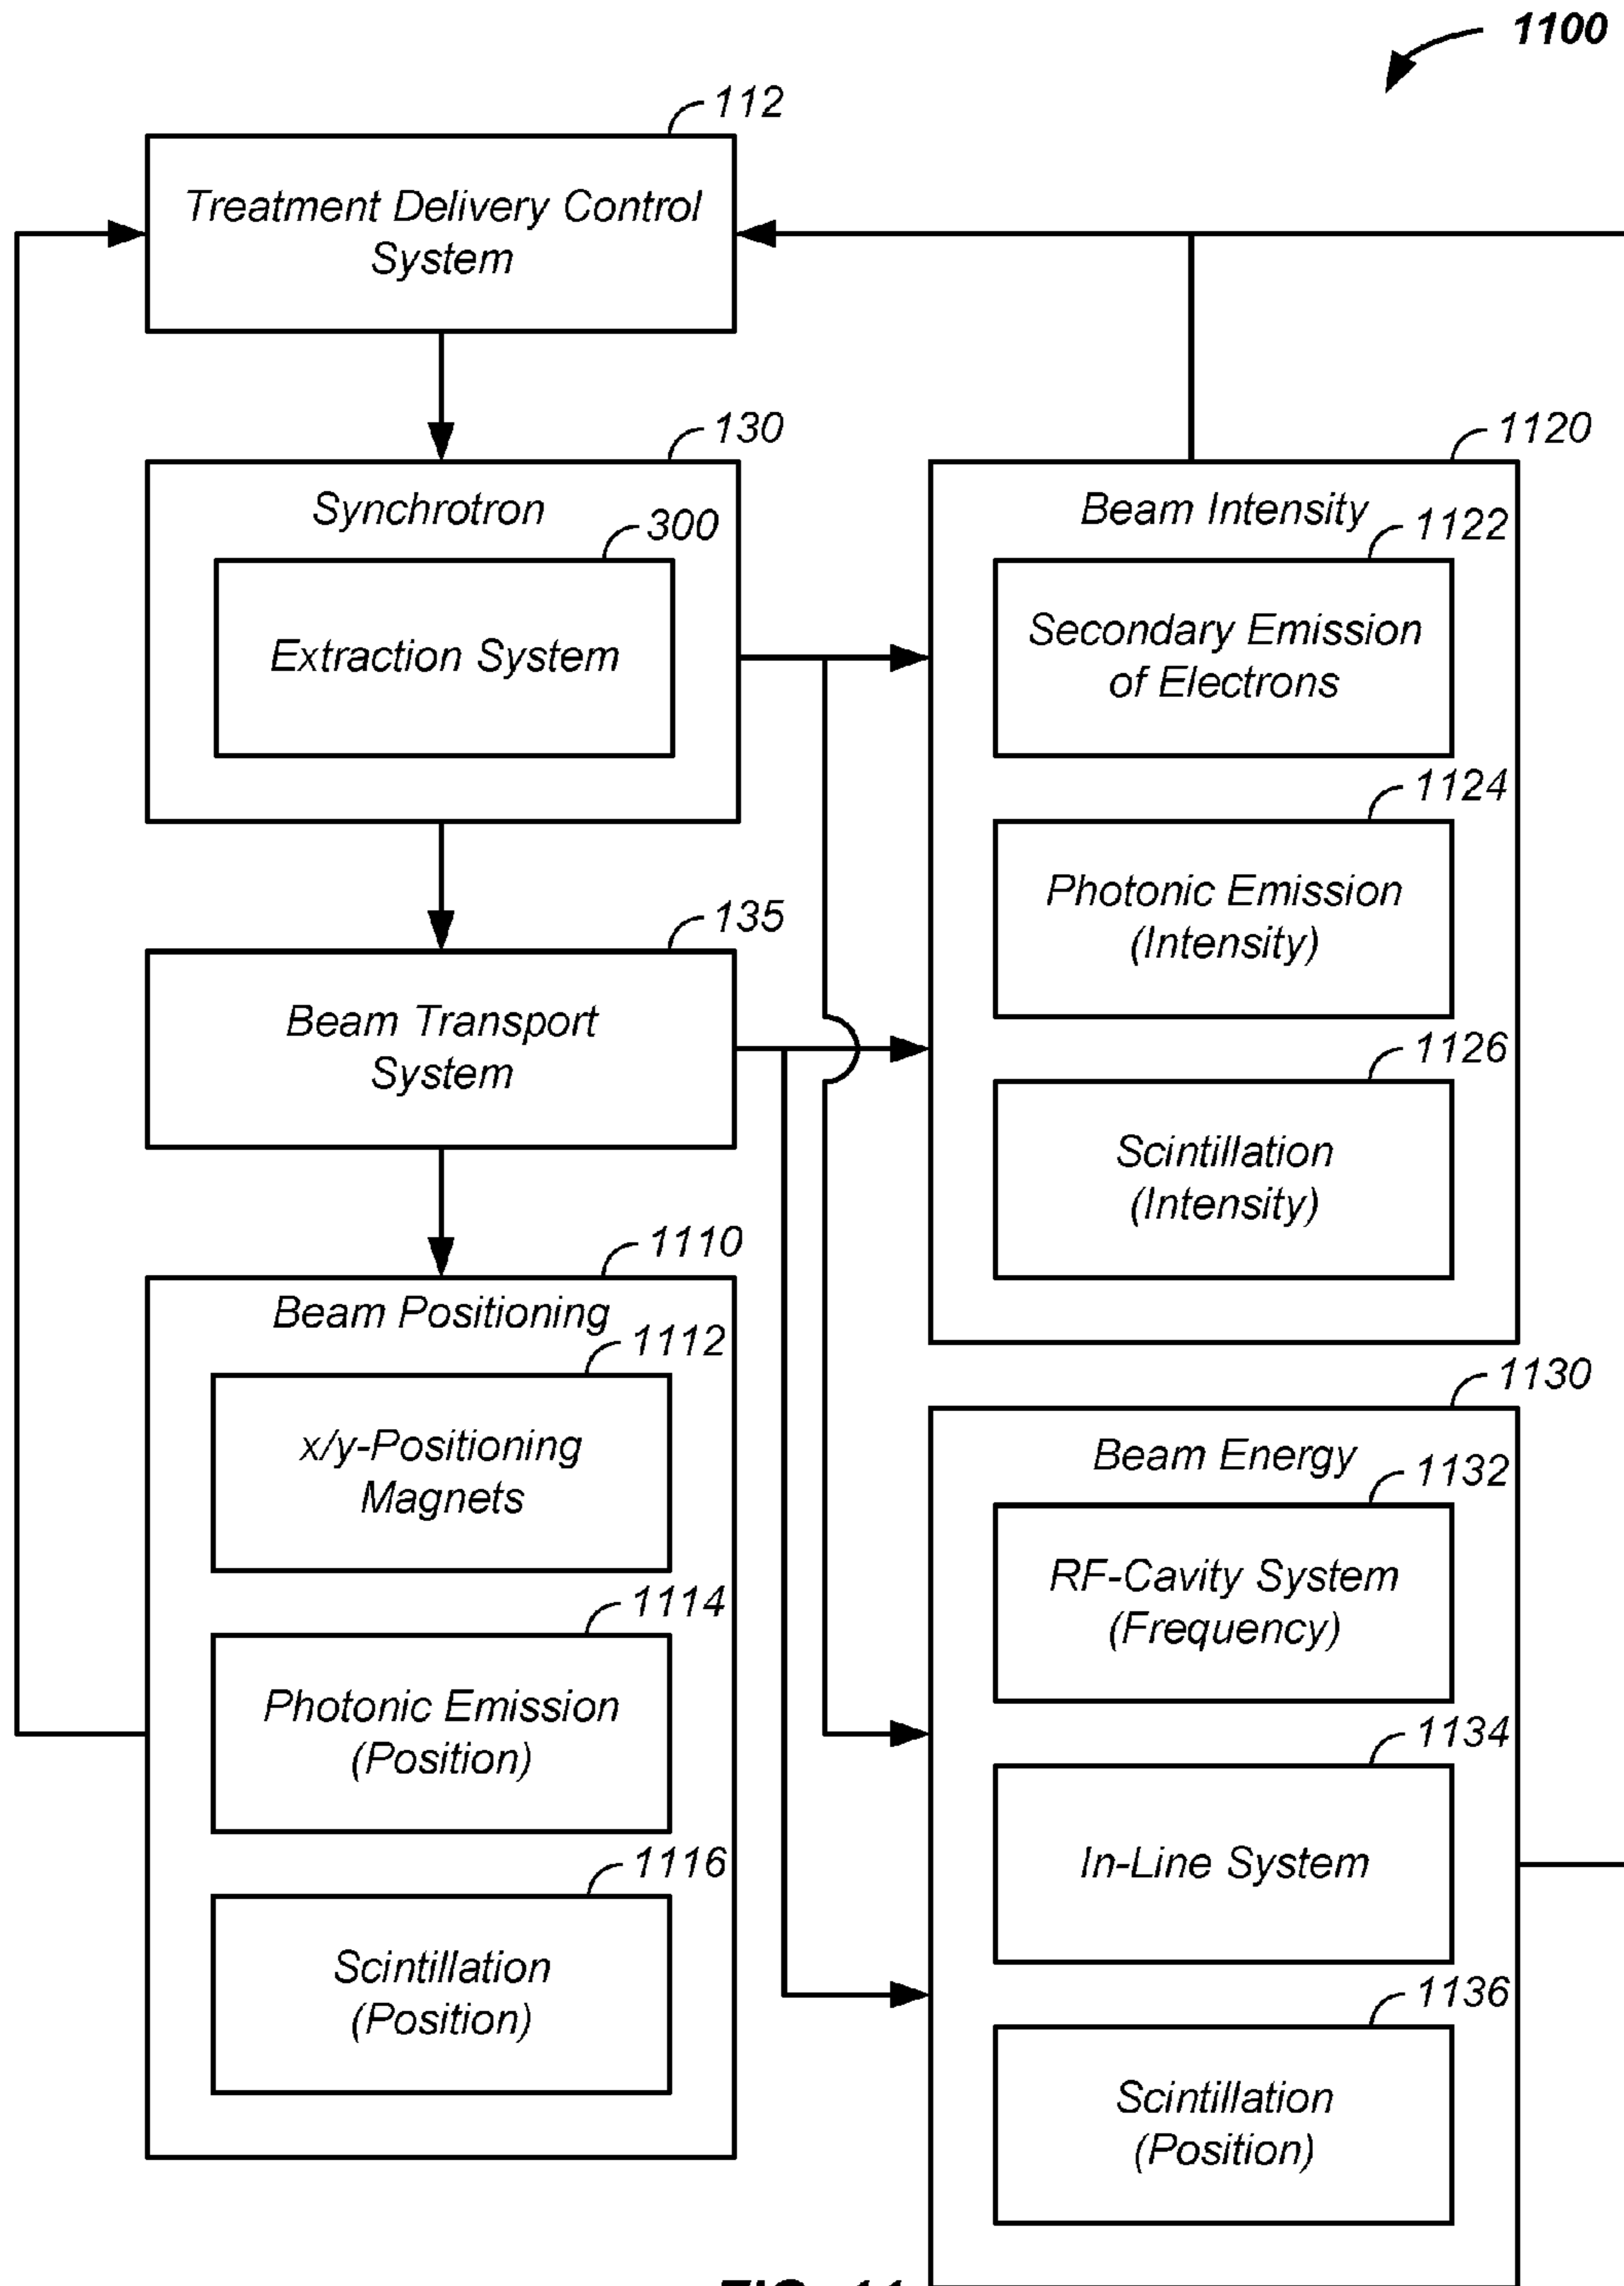 1100
112
Treatment Delivery Control
System
130
Synchrotron
300
Extraction System
135
Beam Transport
System
1110
Beam Positioning
1112
x/y-Positioning
Magnets
1114
Photonic Emission
(Position)
1116
Scintillation
(Position)
1120
Beam Intensity
1122
Secondary Emission
of Electrons
1124
Photonic Emission
(Intensity)
1126
Scintillation
(Intensity)
1130
Beam Energy
1132
RF-Cavity System
(Frequency)
1134
In-Line System
1136
Scintillation
(Position)
FIG. 11